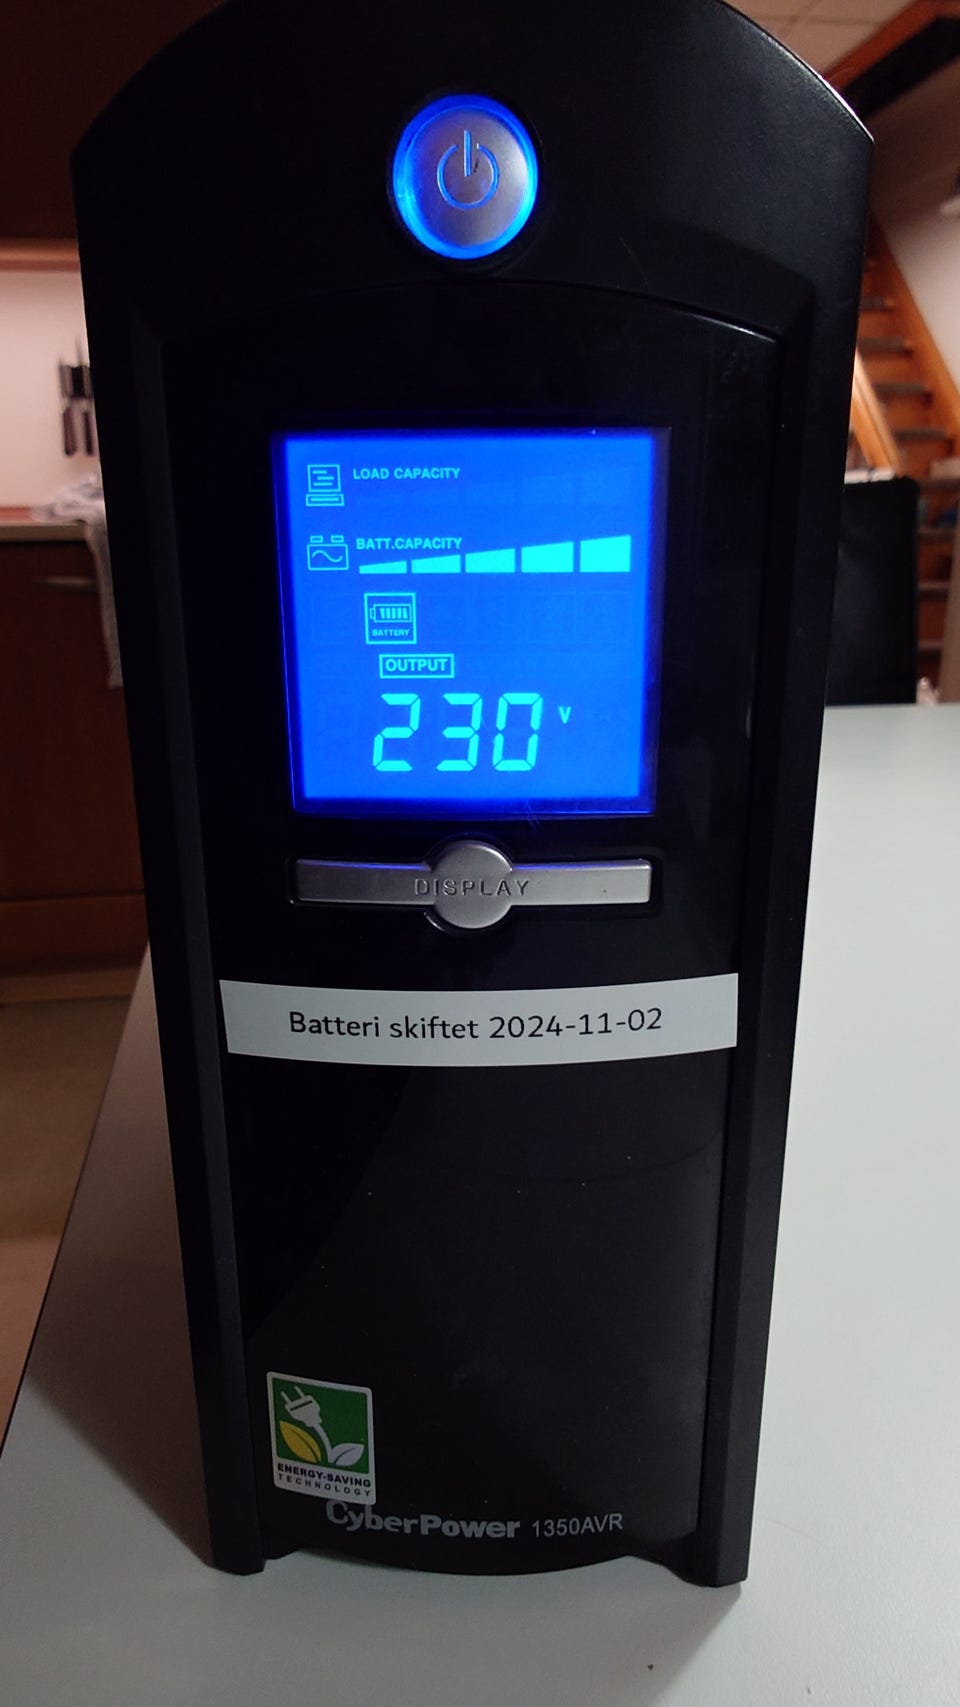 LOAD CAPACITY
BATT.CAPACITY
BATTERY
OUTPUT
230 V
DISPLAY
Batteri skiftet 2024-11-02
ENERGY-SAVING
TECHNOLOGY
CyberPower 1350AVR